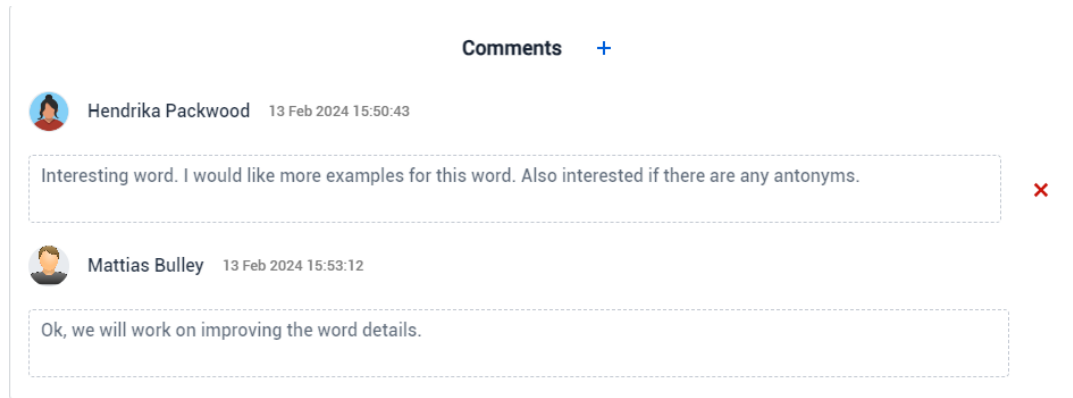 Comments +
Hendrika Packwood 13 Feb 2024 15:50:43
Interesting word. I would like more examples for this word. Also interested if there are any antonyms.
Mattias Bulley 13 Feb 2024 15:53:12
Ok, we will work on improving the word details.